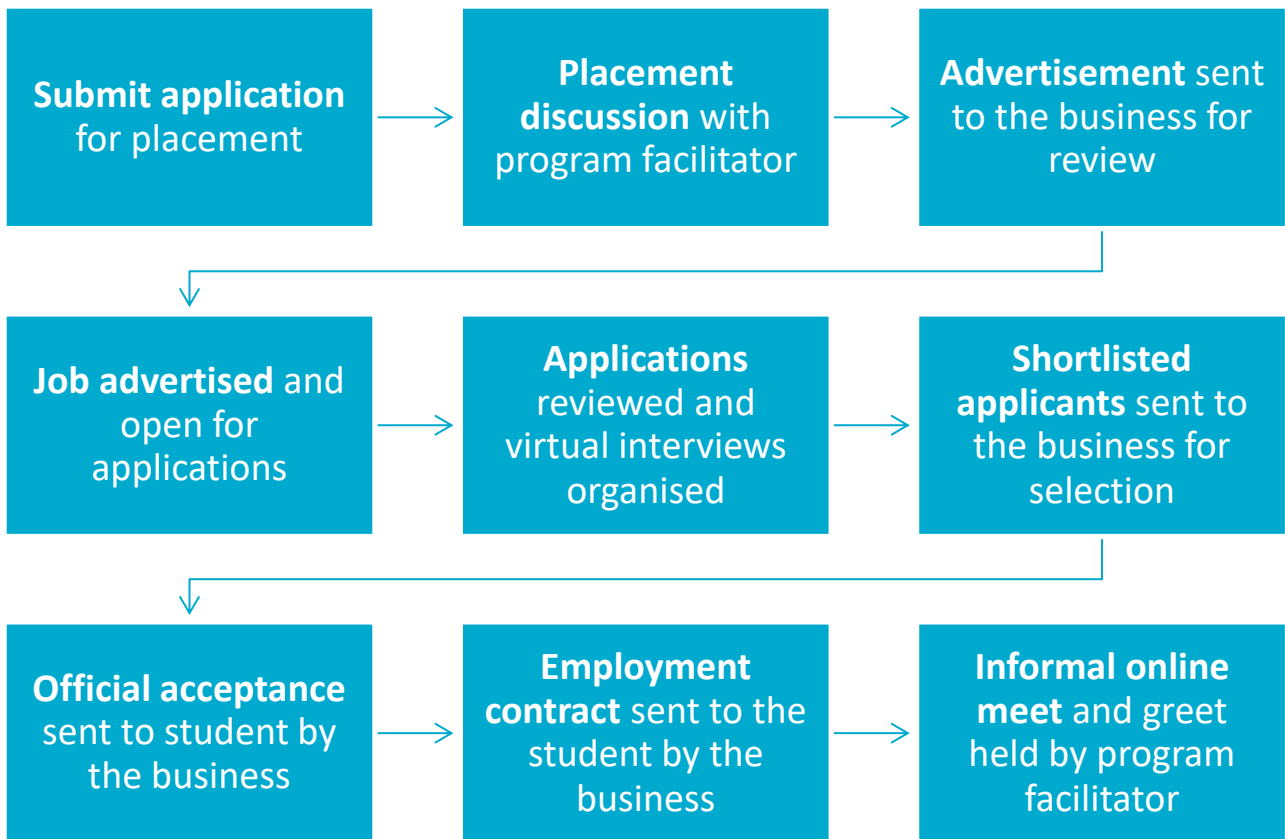 Submit application
for placement
Placement
discussion with
program facilitator
Advertisement sent
to the business for
review
Job advertised and
open for
applications
Applications
reviewed and
virtual interviews
organised
Shortlisted
applicants sent to
the business for
selection
Official acceptance
sent to student by
the business
Employment
contract sent to the
student by the
business
Informal online
meet and greet
held by program
facilitator